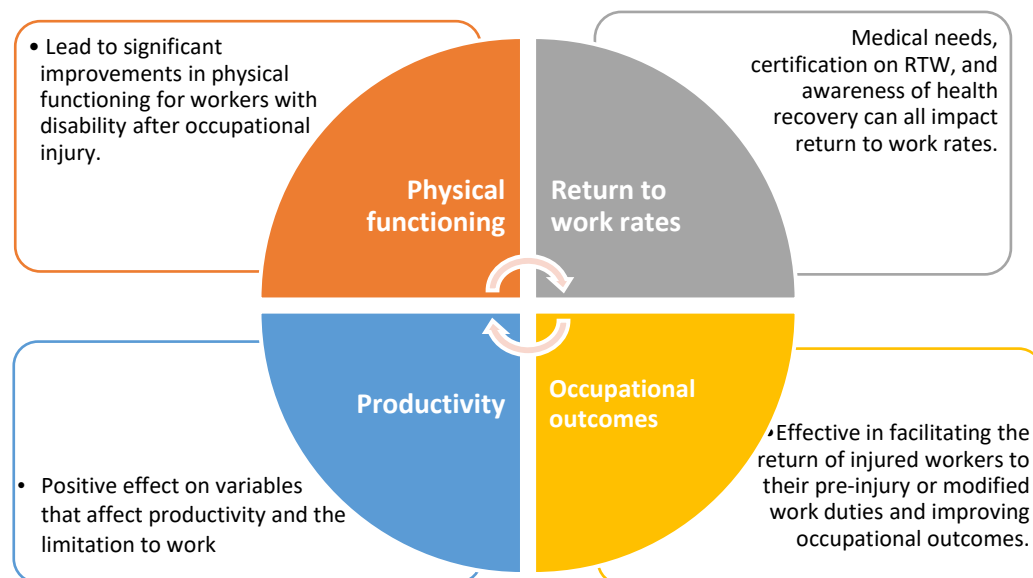 • Lead to significant
improvements in physical
functioning for workers with
disability after occupational
injury.
Medical needs,
certification on RTW, and
awareness of health
recovery can all impact
return to work rates.
Physical
functioning
Return to
work rates
Productivity
Occupational
outcomes
• Positive effect on variables
that affect productivity and the
limitation to work
•Effective in facilitating the
return of injured workers to
their pre-injury or modified
work duties and improving
occupational outcomes.